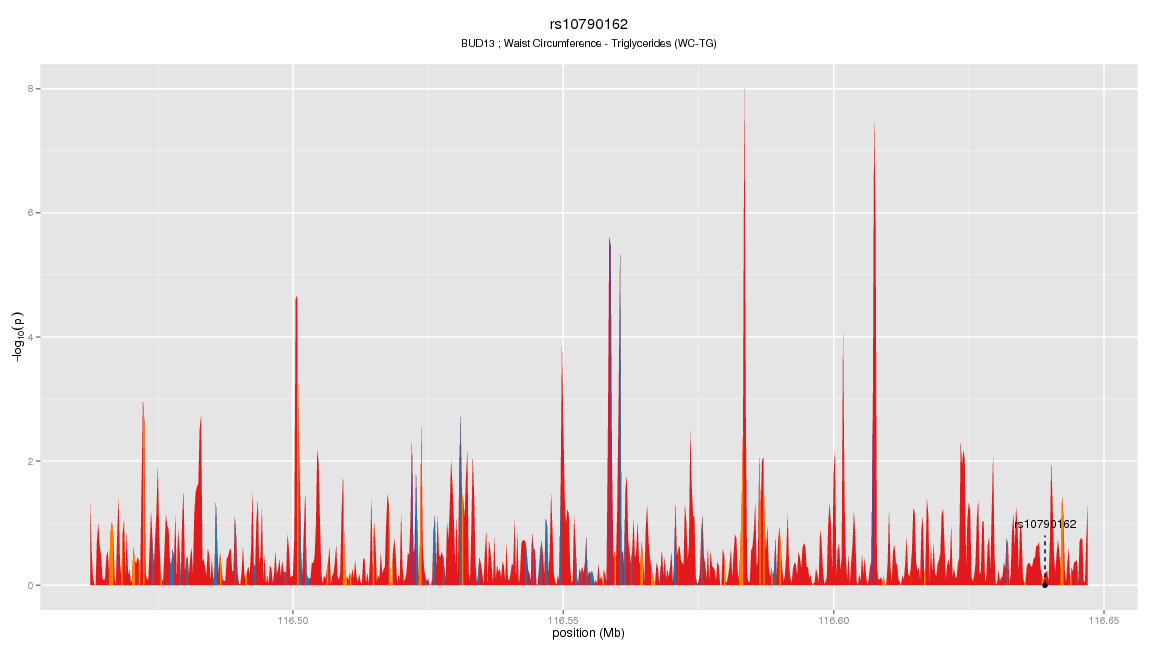 rs10790162
BUD13 ; Waist Circumference - Triglycerides (WC-TG)
8
6
4
2
0
−log10(p)
rs10790162
116.50
116.55
116.60
116.65
position (Mb)